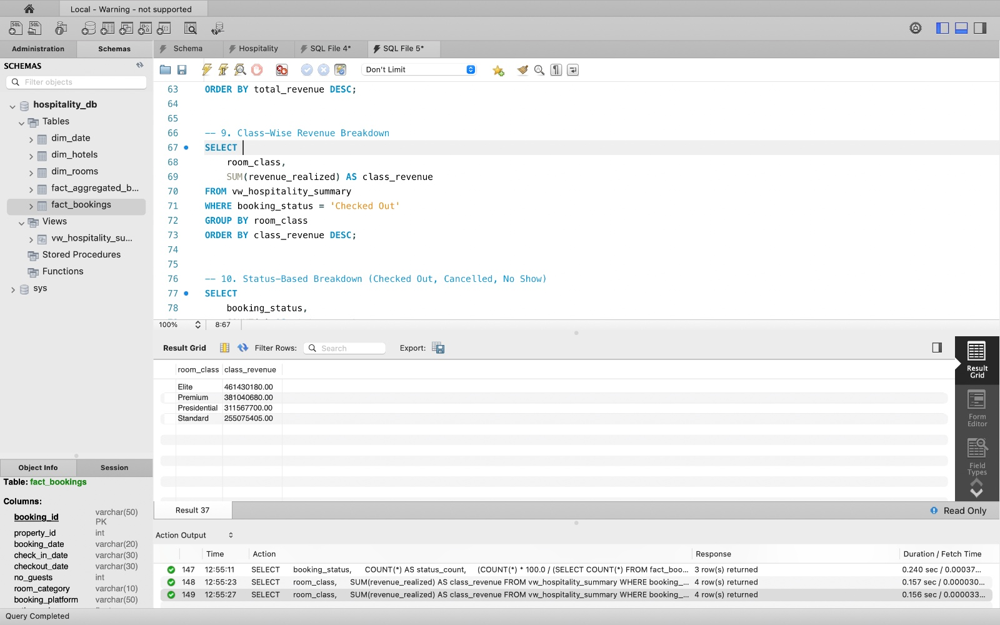 Local - Warning - not supported
Administration
Schemas
Schema
Hospitality
SQL File 4*
SQL File 5*
SCHEMAS
Filter objects
Don't Limit
hospitality_db
Tables
dim_date
dim_hotels
dim_rooms
fact_aggregated_b...
fact_bookings
Views
vw_hospitality_su...
Stored Procedures
Functions
sys
63 ORDER BY total_revenue DESC;
64
65
66 -- 9. Class-Wise Revenue Breakdown
67 SELECT
68 room_class,
69 SUM(revenue_realized) AS class_revenue
70 FROM vw_hospitality_summary
71 WHERE booking_status = 'Checked Out'
72 GROUP BY room_class
73 ORDER BY class_revenue DESC;
74
75
76 -- 10. Status-Based Breakdown (Checked Out, Cancelled, No Show)
77 SELECT
78 booking_status,
100% 8:67
Result Grid Filter Rows: Search Export:
room_class class_revenue
Elite 461430180.00
Premium 381040680.00
Presidential 311567700.00
Standard 255075405.00
Result Grid
Form Editor
Field Types
Result 37
Read Only
Object Info
Session
Table: fact_bookings
Columns:
booking_id varchar(50) PK
property_id int
booking_date varchar(20)
check_in_date varchar(30)
checkout_date varchar(30)
no_guests int
room_category varchar(10)
booking_platform varchar(50)
Action Output
Time Action Response Duration / Fetch Time
147 12:55:11 SELECT booking_status, COUNT(*) AS status_count, (COUNT(*) * 100.0 / (SELECT COUNT(*) FROM fact_boo... 3 row(s) returned 0.240 sec / 0.00037...
148 12:55:23 SELECT room_class, SUM(revenue_realized) AS class_revenue FROM vw_hospitality_summary WHERE booking_... 4 row(s) returned 0.157 sec / 0.000030...
149 12:55:27 SELECT room_class, SUM(revenue_realized) AS class_revenue FROM vw_hospitality_summary WHERE booking_... 4 row(s) returned 0.156 sec / 0.000033...
Query Completed